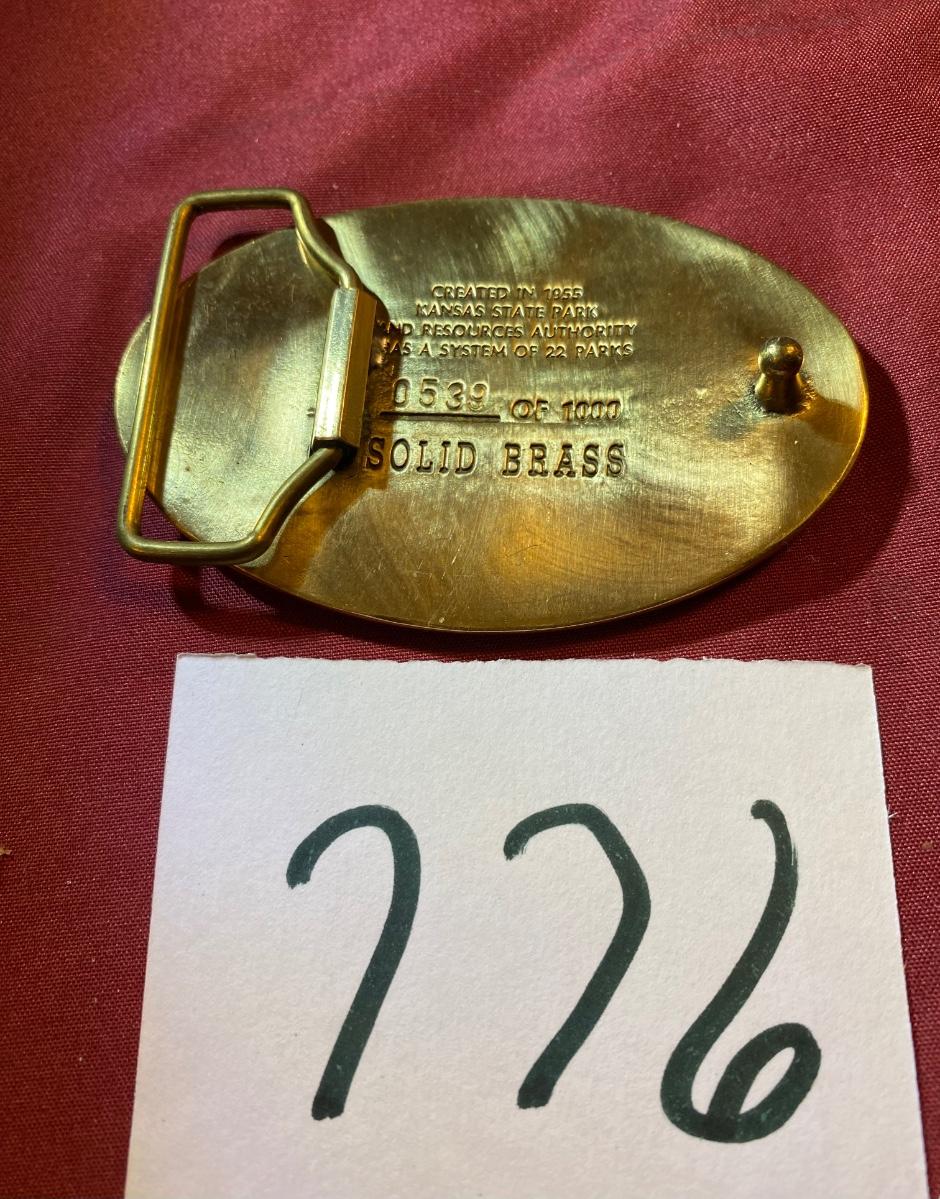 CREATED IN 1955
KANSAS STATE PARK
AND RESOURCES AUTHORITY
HAS A SYSTEM OF 22 PARKS
0539 OF 1000
SOLID BRASS
776